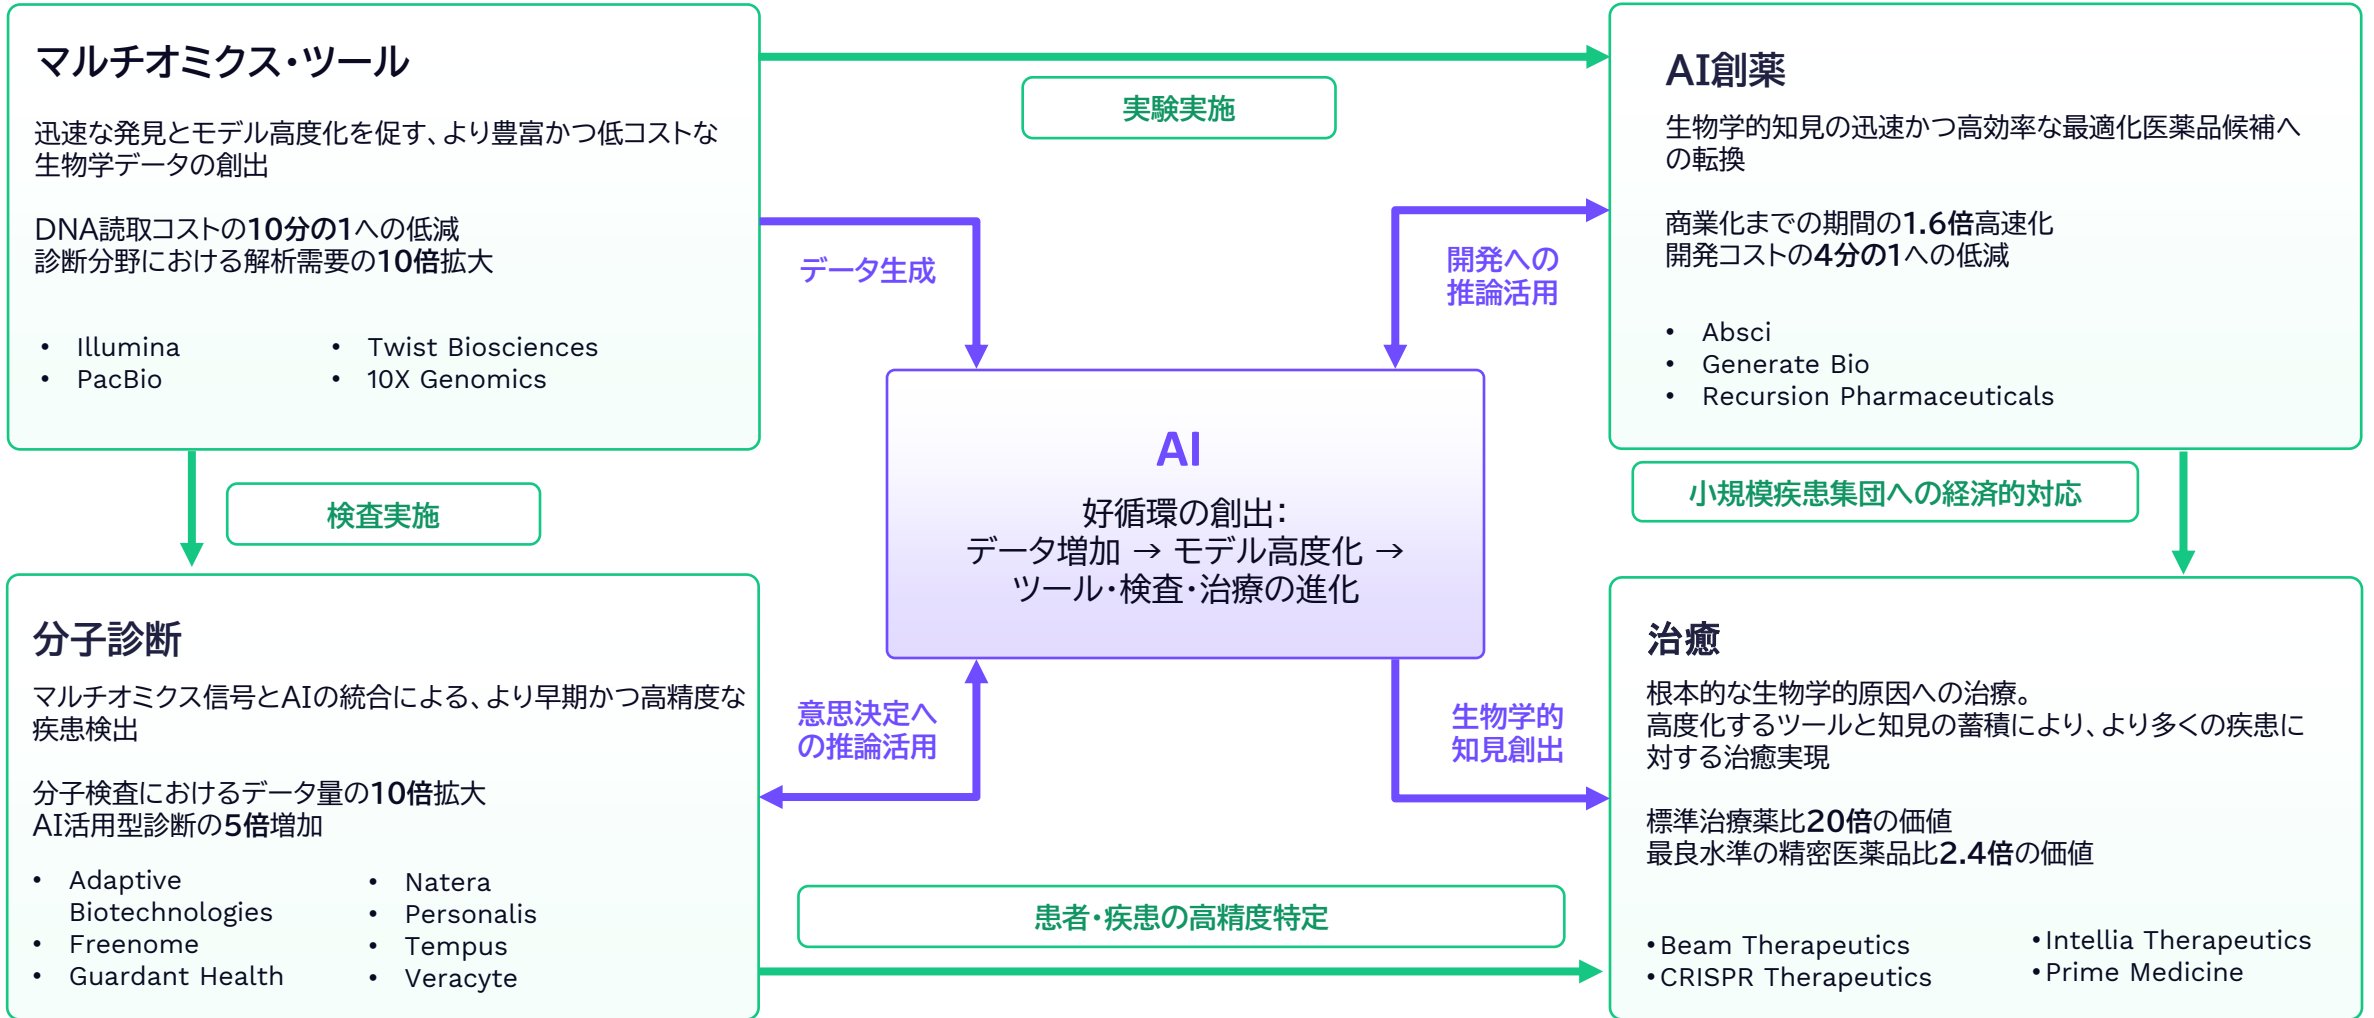 マルチオミクス・ツール
迅速な発見とモデル高度化を促す、より豊富かつ低コストな
生物学データの創出
DNA読取コストの10分の1への低減
診断分野における解析需要の10倍拡大
• Illumina
• PacBio
• Twist Biosciences
• 10X Genomics
実験実施
AI創薬
生物学的知見の迅速かつ高効率な最適化医薬品候補へ
の転換
商業化までの期間の1.6倍高速化
開発コストの4分の1への低減
• Absci
• Generate Bio
• Recursion Pharmaceuticals
データ生成
開発への
推論活用
AI
好循環の創出：
データ増加 → モデル高度化 →
ツール・検査・治療の進化
検査実施
小規模疾患集団への経済的対応
分子診断
マルチオミクス信号とAIの統合による、より早期かつ高精度な
疾患検出
分子検査におけるデータ量の10倍拡大
AI活用型診断の5倍増加
• Adaptive
Biotechnologies
• Freenome
• Guardant Health
• Natera
• Personalis
• Tempus
• Veracyte
意思決定へ
の推論活用
生物学的
知見創出
患者・疾患の高精度特定
治癒
根本的な生物学的原因への治療。
高度化するツールと知見の蓄積により、より多くの疾患に
対する治癒実現
標準治療薬比20倍の価値
最良水準の精密医薬品比2.4倍の価値
•Beam Therapeutics
•CRISPR Therapeutics
•Intellia Therapeutics
•Prime Medicine